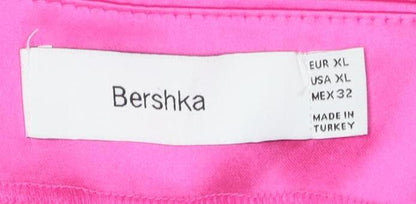 Bershka
EUR XL
USA XL
MEX 32
MADE IN
TURKEY